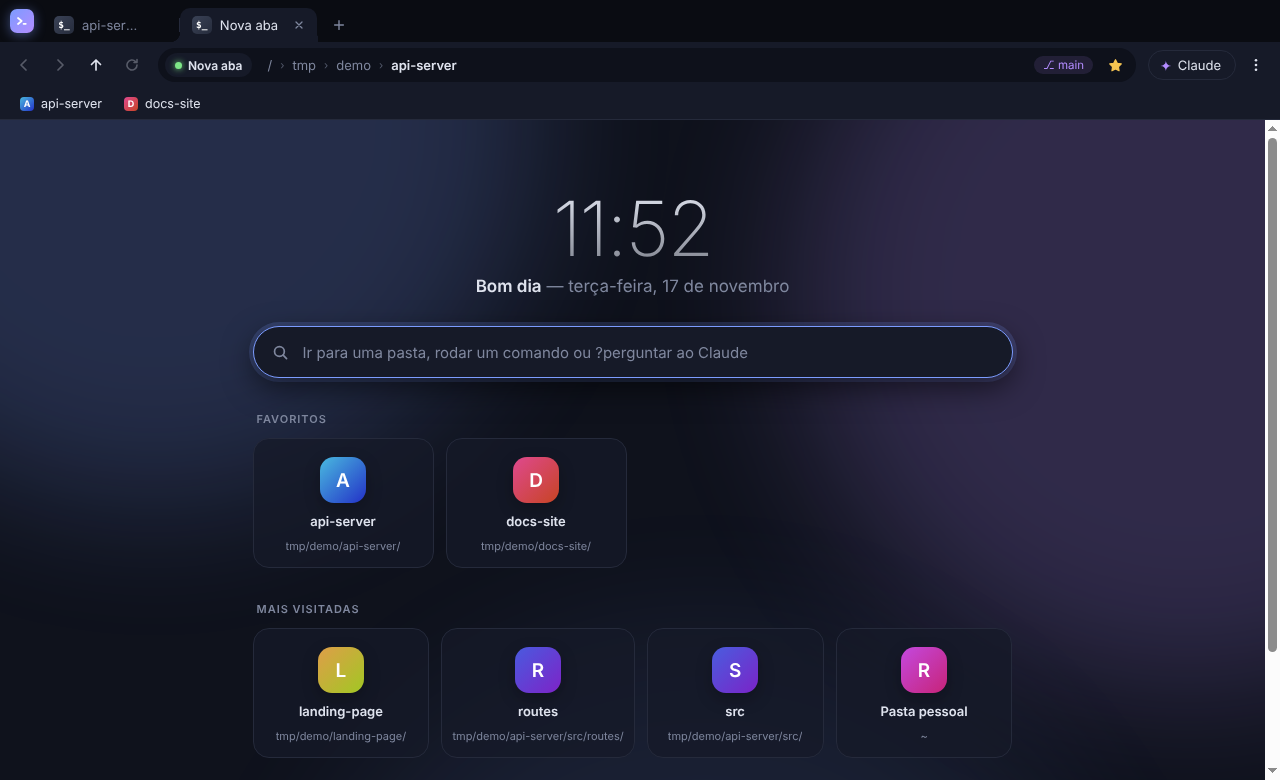 $_ api-ser... $_ Nova aba
Nova aba / › tmp › demo › api-server main Claude
A api-server D docs-site
11:52
Bom dia — terça-feira, 17 de novembro
Ir para uma pasta, rodar um comando ou ?perguntar ao Claude
FAVORITOS
A
api-server
tmp/demo/api-server/
D
docs-site
tmp/demo/docs-site/
MAIS VISITADAS
L
landing-page
tmp/demo/landing-page/
R
routes
tmp/demo/api-server/src/routes/
S
src
tmp/demo/api-server/src/
R
Pasta pessoal
~